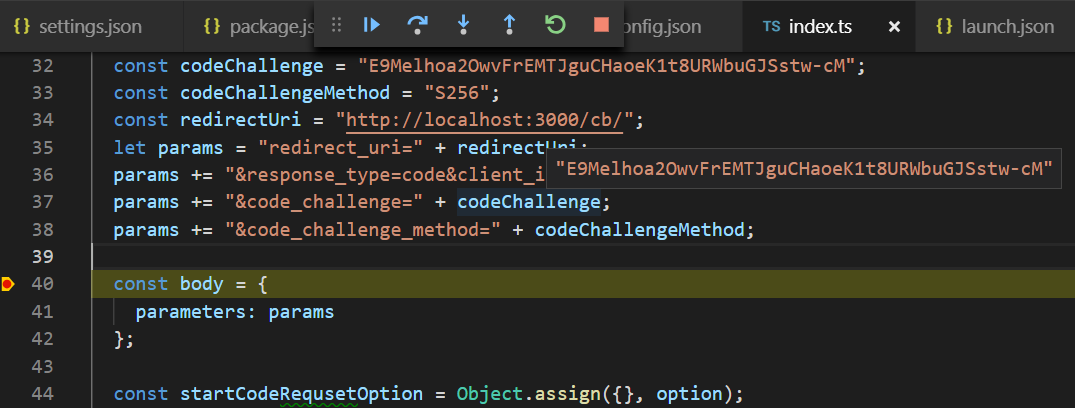 {} settings.json {} package.js onfig.json TS index.ts × {} launch.json
32 const codeChallenge = "E9Melhoa2OwvFrEMTJguCHaoeK1t8URWbuGJSstw-cM";
33 const codeChallengeMethod = "S256";
34 const redirectUri = "http://localhost:3000/cb/";
35 let params = "redirect_uri=" + redirectUri;
36 params += "&response_type=code&client_i
"E9Melhoa2OwvFrEMTJguCHaoeK1t8URWbuGJSstw-cM"
37 params += "&code_challenge=" + codeChallenge;
38 params += "&code_challenge_method=" + codeChallengeMethod;
39
40 const body = {
41 parameters: params
42 };
43
44 const startCodeRequsetOption = Object.assign({}, option);